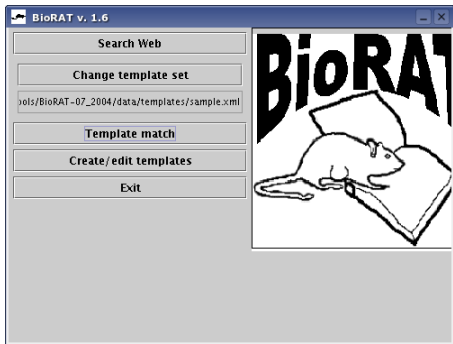 BioRAT v. 1.6
Search Web
Change template set
ools/BioRAT-07_2004/data/templates/sample.xml
Template match
Create/edit templates
Exit
BioRAT